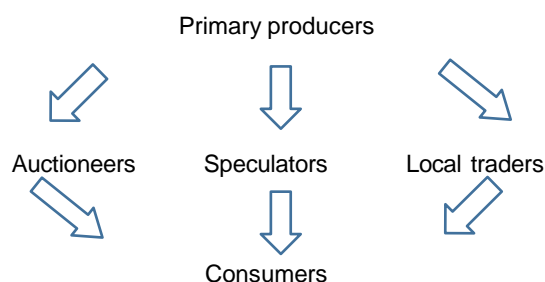 Primary producers
Auctioneers Speculators Local traders
Consumers